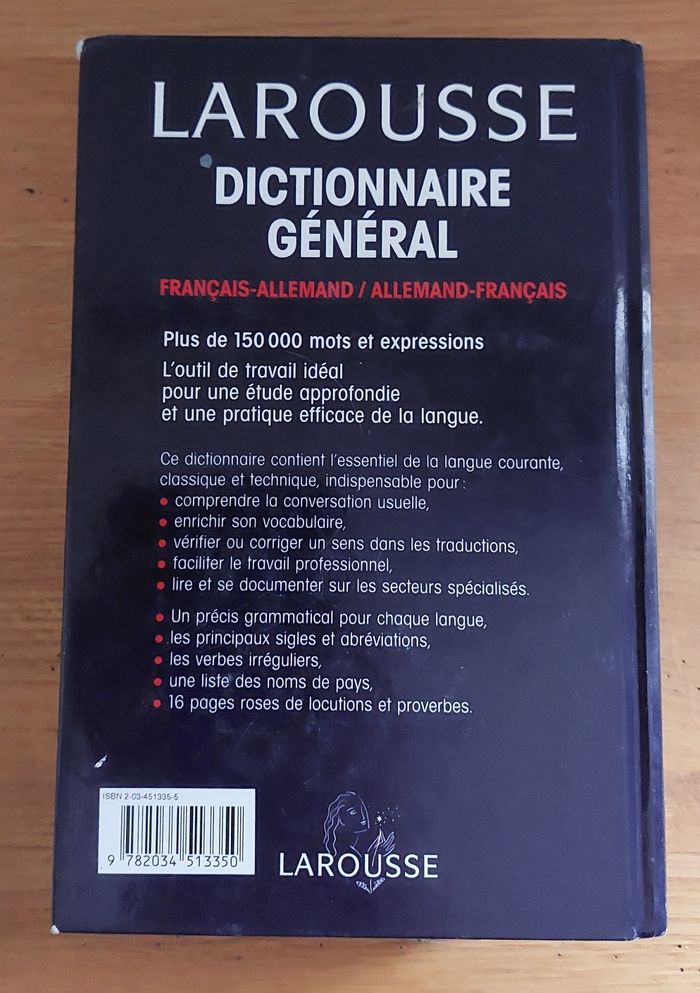 LAROUSSE
DICTIONNAIRE
GÉNÉRAL
FRANÇAIS-ALLEMAND / ALLEMAND-FRANÇAIS
Plus de 150 000 mots et expressions
L'outil de travail idéal
pour une étude approfondie
et une pratique efficace de la langue.
Ce dictionnaire contient l'essentiel de la langue courante,
classique et technique, indispensable pour :
• comprendre la conversation usuelle,
• enrichir son vocabulaire,
• vérifier ou corriger un sens dans les traductions,
• faciliter le travail professionnel,
• lire et se documenter sur les secteurs spécialisés.
• Un précis grammatical pour chaque langue,
• les principaux sigles et abréviations,
• les verbes irréguliers,
• une liste des noms de pays,
• 16 pages roses de locutions et proverbes.
ISBN 2-03-451335-5
9 782034 513350
LAROUSSE